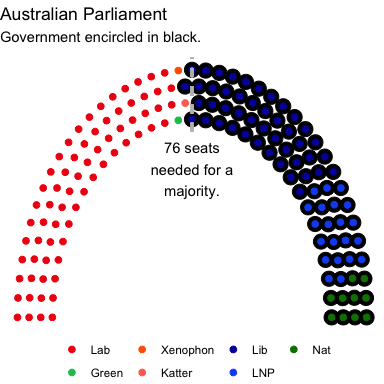 Australian Parliament
Government encircled in black.
76 seats
needed for a
majority.
Lab Xenophon Lib Nat
Green Katter LNP